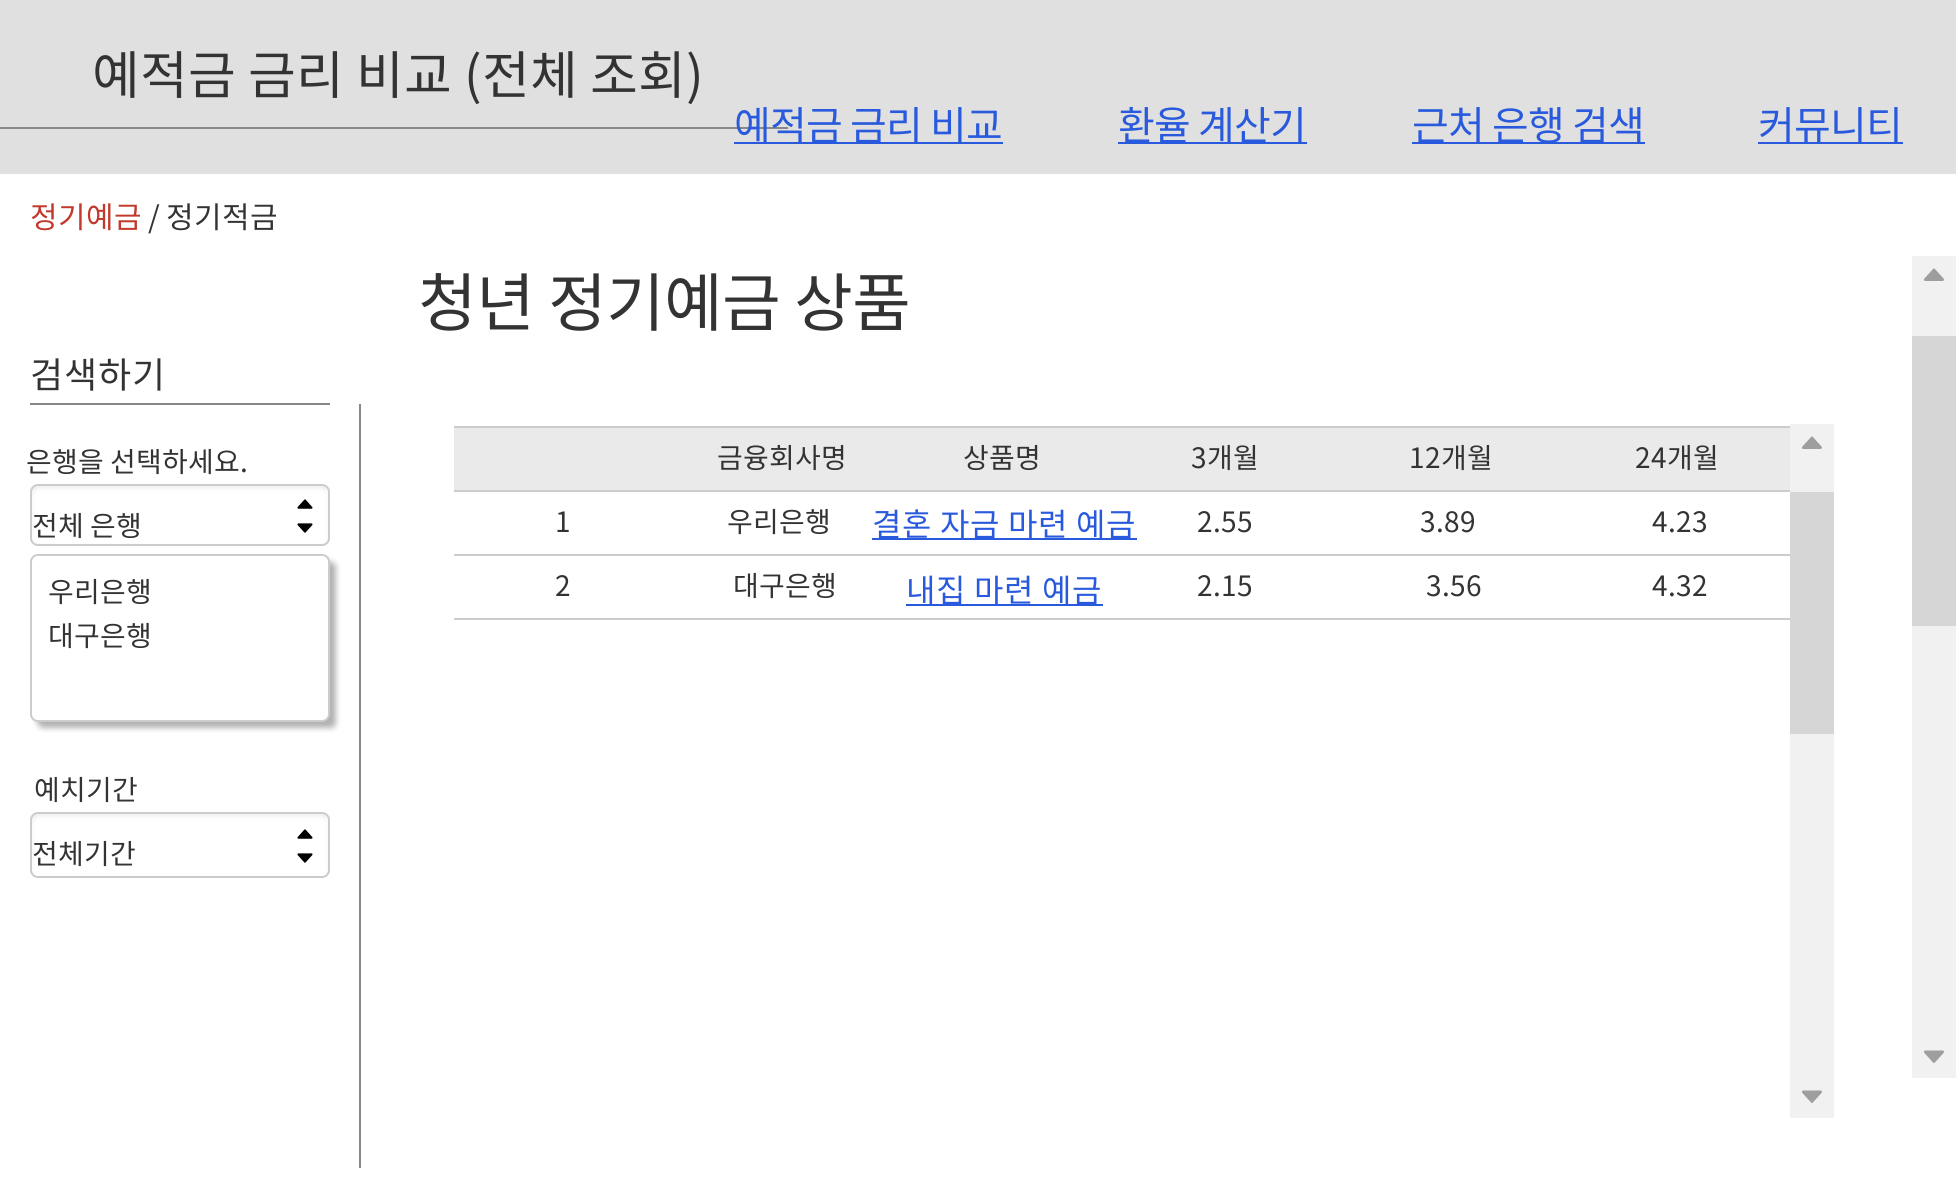 예적금 금리 비교 (전체 조회)
예적금 금리 비교 환율 계산기 근처 은행 검색 커뮤니티
정기예금 / 정기적금
청년 정기예금 상품
검색하기
은행을 선택하세요.
전체 은행
우리은행
대구은행
예치기간
전체기간
금융회사명 상품명 3개월 12개월 24개월
1 우리은행 결혼 자금 마련 예금 2.55 3.89 4.23
2 대구은행 내집 마련 예금 2.15 3.56 4.32